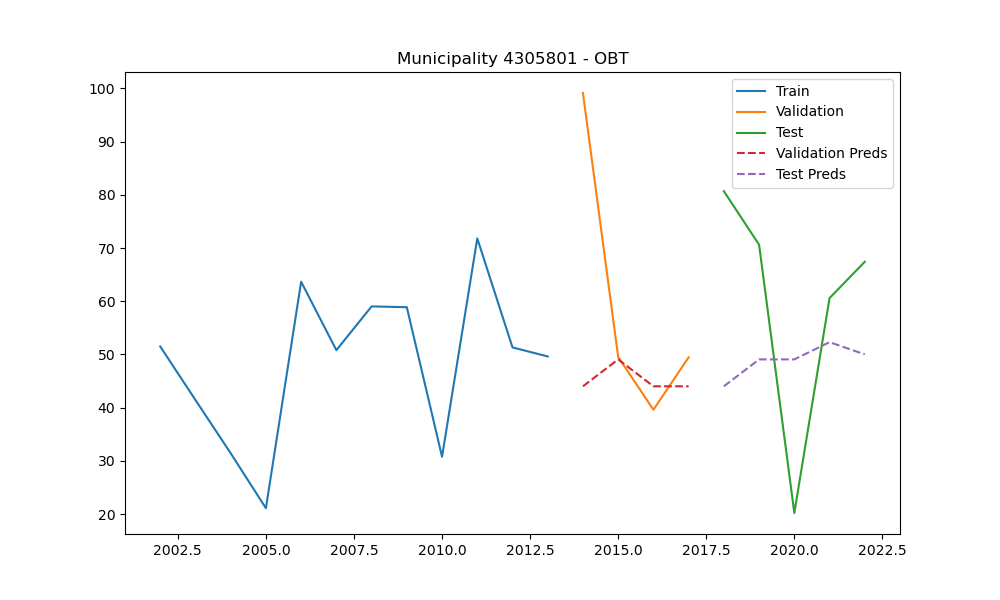 Municipality 4305801 - OBT
Train
Validation
Test
Validation Preds
Test Preds
100
90
80
70
60
50
40
30
20
2002.5 2005.0 2007.5 2010.0 2012.5 2015.0 2017.5 2020.0 2022.5